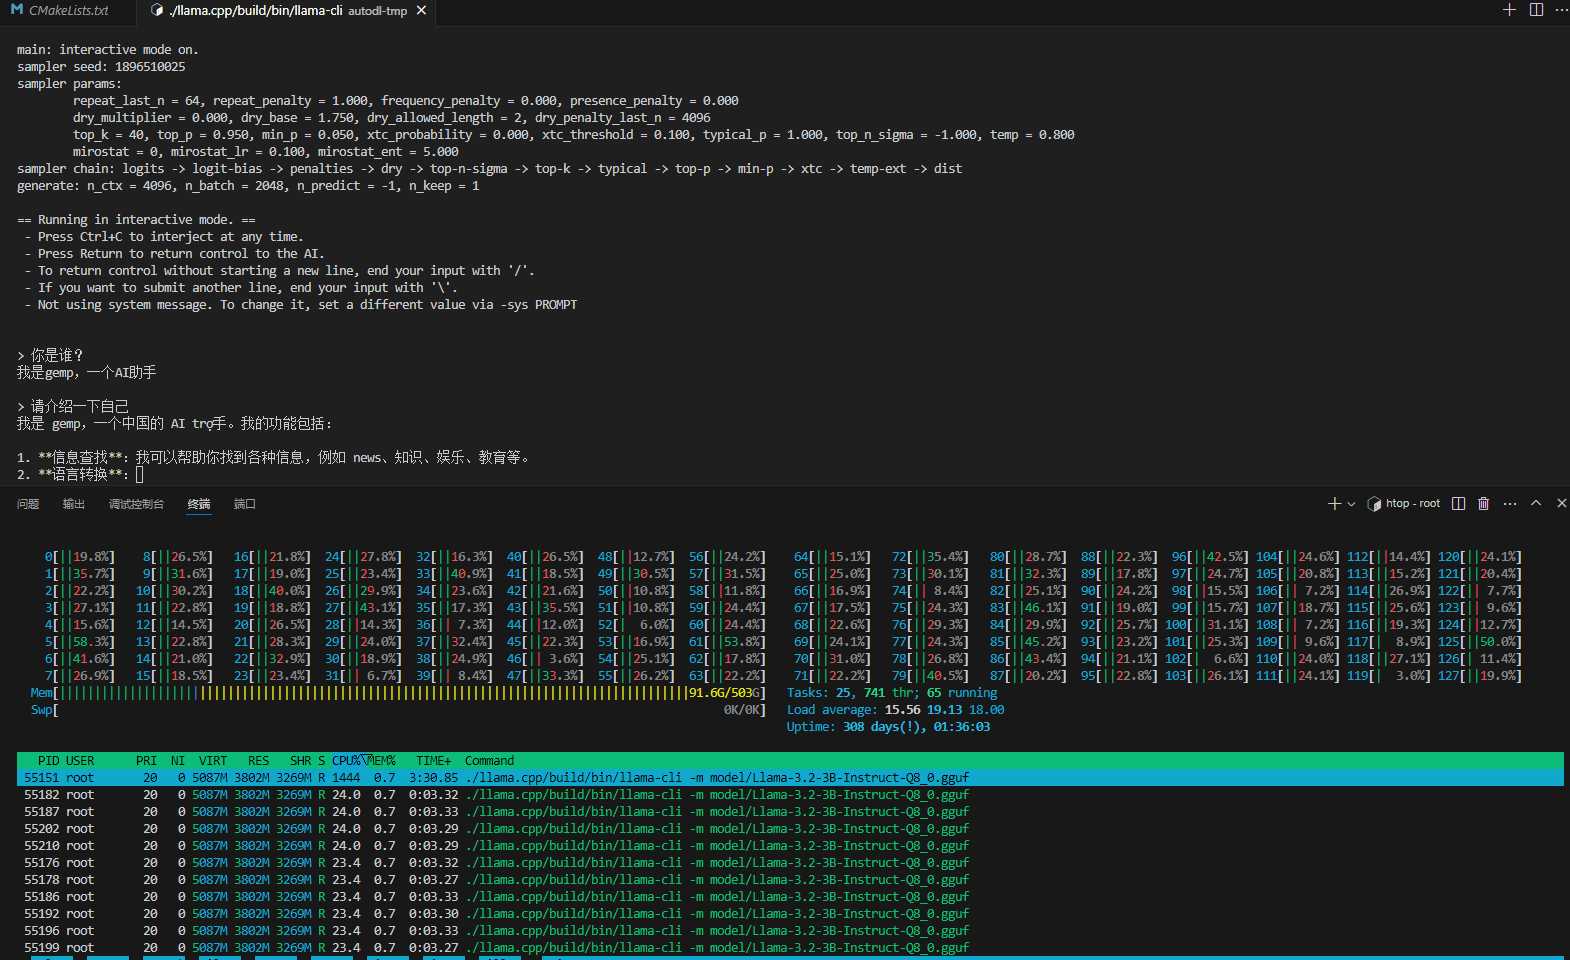 CMakeLists.txt ./llama.cpp/build/bin/llama-cli autodl-tmp
main: interactive mode on.
sampler seed: 1896510025
sampler params:
repeat_last_n = 64, repeat_penalty = 1.000, frequency_penalty = 0.000, presence_penalty = 0.000
dry_multiplier = 0.000, dry_base = 1.750, dry_allowed_length = 2, dry_penalty_last_n = 4096
top_k = 40, top_p = 0.950, min_p = 0.050, xtc_probability = 0.000, xtc_threshold = 0.100, typical_p = 1.000, top_n_sigma = -1.000, temp = 0.800
mirostat = 0, mirostat_lr = 0.100, mirostat_ent = 5.000
sampler chain: logits -> logit-bias -> penalties -> dry -> top-n-sigma -> top-k -> typical -> top-p -> min-p -> xtc -> temp-ext -> dist
generate: n_ctx = 4096, n_batch = 2048, n_predict = -1, n_keep = 1
== Running in interactive mode. ==
- Press Ctrl+C to interject at any time.
- Press Return to return control to the AI.
- To return control without starting a new line, end your input with '/'.
- If you want to submit another line, end your input with '\'.
- Not using system message. To change it, set a different value via -sys PROMPT
> 你是谁？
我是gemp，一个AI助手
> 请介绍一下自己
我是 gemp，一个中国的 AI trợ手。我的功能包括：
1. **信息查找**：我可以帮助你找到各种信息，例如 news、知识、娱乐、教育等。
2. **语言转换**：
问题 输出 调试控制台 终端 端口 htop - root
0[||19.8%] 8[||26.5%] 16[||21.8%] 24[||27.8%] 32[||16.3%] 40[||26.5%] 48[||12.7%] 56[||24.2%] 64[||15.1%] 72[||35.4%] 80[||28.7%] 88[||22.3%] 96[||42.5%] 104[||24.6%] 112[||14.4%] 120[||24.1%]
1[||35.7%] 9[||31.6%] 17[||19.0%] 25[||23.4%] 33[||40.9%] 41[||18.5%] 49[||30.5%] 57[||31.5%] 65[||25.0%] 73[||30.1%] 81[||32.3%] 89[||17.8%] 97[||24.7%] 105[||20.8%] 113[||15.2%] 121[||20.4%]
2[||22.2%] 10[||30.2%] 18[||40.0%] 26[||29.9%] 34[||23.6%] 42[||21.6%] 50[||10.8%] 58[||11.8%] 66[||16.9%] 74[|| 8.4%] 82[||25.1%] 90[||24.2%] 98[||15.5%] 106[|| 7.2%] 114[||26.9%] 122[|| 7.7%]
3[||27.1%] 11[||22.8%] 19[||18.8%] 27[||43.1%] 35[||17.3%] 43[||35.5%] 51[||10.8%] 59[||24.4%] 67[||17.5%] 75[||24.3%] 83[||46.1%] 91[||19.0%] 99[||15.7%] 107[||18.7%] 115[||25.6%] 123[|| 9.6%]
4[||15.6%] 12[||14.5%] 20[||26.5%] 28[||14.3%] 36[|| 7.3%] 44[||12.0%] 52[| 6.0%] 60[||24.4%] 68[||22.6%] 76[||29.3%] 84[||29.9%] 92[||25.7%] 100[||31.1%] 108[|| 7.2%] 116[||19.3%] 124[||12.7%]
5[||58.3%] 13[||22.8%] 21[||28.3%] 29[||24.0%] 37[||32.4%] 45[||22.3%] 53[||16.9%] 61[||53.8%] 69[||24.1%] 77[||24.3%] 85[||45.2%] 93[||23.2%] 101[||25.3%] 109[|| 9.6%] 117[| 8.9%] 125[||50.0%]
6[||41.6%] 14[||21.0%] 22[||32.9%] 30[||18.9%] 38[||24.9%] 46[|| 3.6%] 54[||25.1%] 62[||17.8%] 70[||31.0%] 78[||26.8%] 86[||43.4%] 94[||21.1%] 102[| 6.6%] 110[||24.0%] 118[||27.1%] 126[| 11.4%]
7[||26.9%] 15[||18.5%] 23[||23.4%] 31[|| 6.7%] 39[|| 8.4%] 47[||33.3%] 55[||26.2%] 63[||22.2%] 71[||22.2%] 79[||40.5%] 87[||20.2%] 95[||22.8%] 103[||26.1%] 111[||24.1%] 119[| 3.0%] 127[||19.9%]
Mem[91.6G/503G] Tasks: 25, 741 thr; 65 running
Swp[0K/0K] Load average: 15.56 19.13 18.00
Uptime: 308 days(!), 01:36:03
PID USER PRI NI VIRT RES SHR S CPU%▽MEM% TIME+ Command
55151 root 20 0 5087M 3802M 3269M R 1444 0.7 3:30.85 ./llama.cpp/build/bin/llama-cli -m model/Llama-3.2-3B-Instruct-Q8_0.gguf
55182 root 20 0 5087M 3802M 3269M R 24.0 0.7 0:03.32 ./llama.cpp/build/bin/llama-cli -m model/Llama-3.2-3B-Instruct-Q8_0.gguf
55187 root 20 0 5087M 3802M 3269M R 24.0 0.7 0:03.33 ./llama.cpp/build/bin/llama-cli -m model/Llama-3.2-3B-Instruct-Q8_0.gguf
55202 root 20 0 5087M 3802M 3269M R 24.0 0.7 0:03.29 ./llama.cpp/build/bin/llama-cli -m model/Llama-3.2-3B-Instruct-Q8_0.gguf
55210 root 20 0 5087M 3802M 3269M R 24.0 0.7 0:03.29 ./llama.cpp/build/bin/llama-cli -m model/Llama-3.2-3B-Instruct-Q8_0.gguf
55176 root 20 0 5087M 3802M 3269M R 23.4 0.7 0:03.32 ./llama.cpp/build/bin/llama-cli -m model/Llama-3.2-3B-Instruct-Q8_0.gguf
55178 root 20 0 5087M 3802M 3269M R 23.4 0.7 0:03.27 ./llama.cpp/build/bin/llama-cli -m model/Llama-3.2-3B-Instruct-Q8_0.gguf
55186 root 20 0 5087M 3802M 3269M R 23.4 0.7 0:03.33 ./llama.cpp/build/bin/llama-cli -m model/Llama-3.2-3B-Instruct-Q8_0.gguf
55192 root 20 0 5087M 3802M 3269M R 23.4 0.7 0:03.30 ./llama.cpp/build/bin/llama-cli -m model/Llama-3.2-3B-Instruct-Q8_0.gguf
55196 root 20 0 5087M 3802M 3269M R 23.4 0.7 0:03.33 ./llama.cpp/build/bin/llama-cli -m model/Llama-3.2-3B-Instruct-Q8_0.gguf
55199 root 20 0 5087M 3802M 3269M R 23.4 0.7 0:03.27 ./llama.cpp/build/bin/llama-cli -m model/Llama-3.2-3B-Instruct-Q8_0.gguf